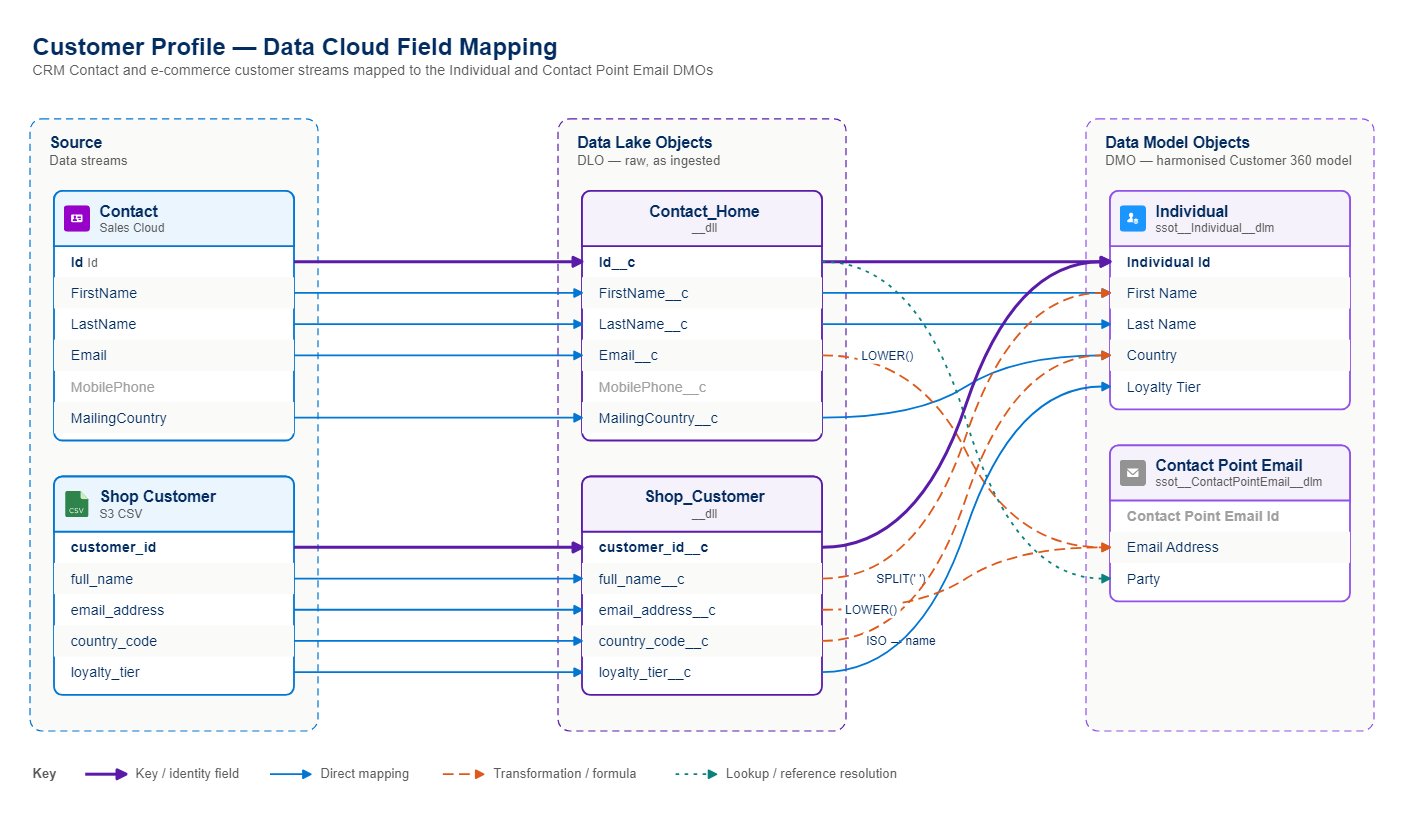 Customer Profile — Data Cloud Field Mapping
CRM Contact and e-commerce customer streams mapped to the Individual and Contact Point Email DMOs
Source
Data streams
Contact
Sales Cloud
Id Id
FirstName
LastName
Email
MobilePhone
MailingCountry
CSV
Shop Customer
S3 CSV
customer_id
full_name
email_address
country_code
loyalty_tier
Data Lake Objects
DLO — raw, as ingested
Contact_Home
__dll
Id__c
FirstName__c
LastName__c
Email__c
MobilePhone__c
MailingCountry__c
Shop_Customer
__dll
customer_id__c
full_name__c
email_address__c
country_code__c
loyalty_tier__c
LOWER()
SPLIT(' ')
LOWER()
ISO → name
Data Model Objects
DMO — harmonised Customer 360 model
Individual
ssot__Individual__dlm
Individual Id
First Name
Last Name
Country
Loyalty Tier
Contact Point Email
ssot__ContactPointEmail__dlm
Contact Point Email Id
Email Address
Party
Key
Key / identity field
Direct mapping
Transformation / formula
Lookup / reference resolution